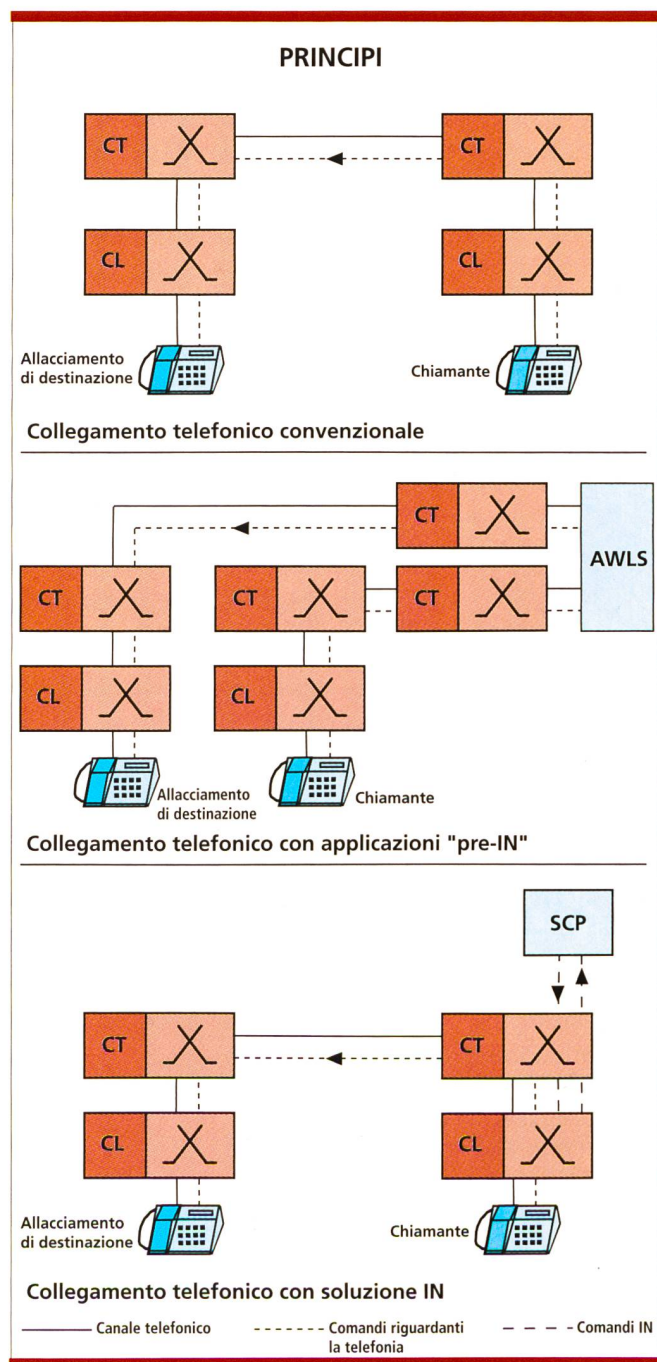 PRINCIPI
CT
CT
CL
CL
Allacciamento
di destinazione
Chiamante
Collegamento telefonico convenzionale
CT
AWLS
CT
CT
CT
CL
CL
Allacciamento
di destinazione
Chiamante
Collegamento telefonico con applicazioni "pre-IN"
SCP
CT
CT
CL
CL
Allacciamento
di destinazione
Chiamante
Collegamento telefonico con soluzione IN
Canale telefonico
Comandi riguardanti
la telefonia
Comandi IN